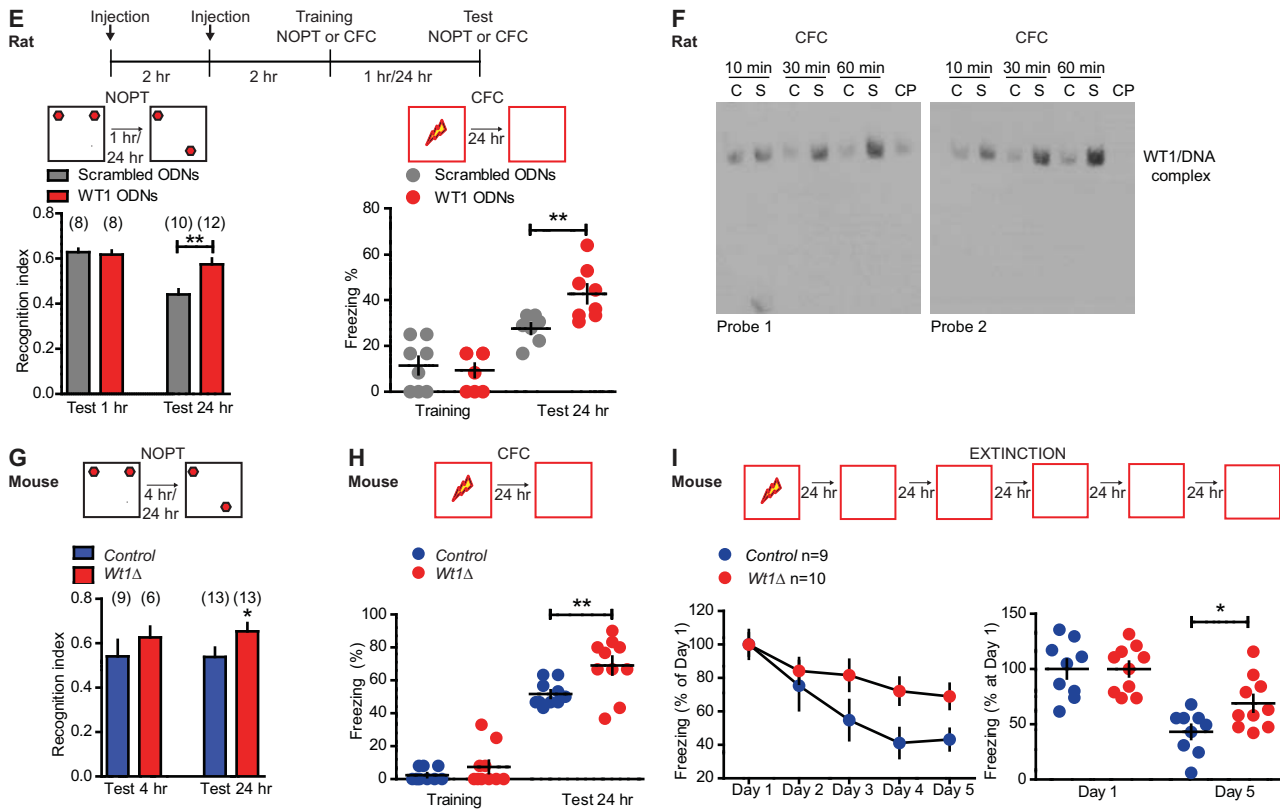 E
Rat
Injection Injection Training Test
NOPT or CFC NOPT or CFC
2 hr 2 hr 1 hr/24 hr
NOPT
1 hr/
24 hr
Scrambled ODNs
WT1 ODNs
(8) (8) (10) (12)
**
Recognition index
0.8
0.6
0.4
0.2
0.0
Test 1 hr Test 24 hr
CFC
24 hr
Scrambled ODNs
WT1 ODNs
**
Freezing %
80
60
40
20
0
Training Test 24 hr
F
Rat
CFC CFC
10 min 30 min 60 min 10 min 30 min 60 min
C S C S C S CP C S C S C S CP
WT1/DNA
complex
Probe 1 Probe 2
G
Mouse
NOPT
4 hr/
24 hr
Control
Wt1Δ
(9) (6) (13) (13)
*
Recognition index
0.8
0.6
0.4
0.2
0.0
Test 4 hr Test 24 hr
H
Mouse
CFC
24 hr
Control
Wt1Δ
**
Freezing (%)
100
80
60
40
20
0
Training Test 24 hr
I
Mouse
EXTINCTION
24 hr 24 hr 24 hr 24 hr 24 hr
Control n=9
Wt1Δ n=10
Freezing (% of Day 1)
120
100
80
60
40
20
Day 1 Day 2 Day 3 Day 4 Day 5
*
Freezing (% at Day 1)
150
100
50
0
Day 1 Day 5